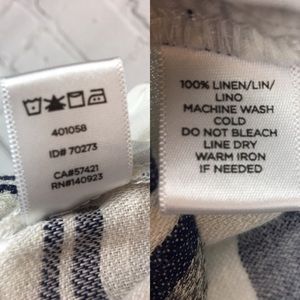 401058
ID# 70273
CA#57421
RN#140923
100% LINEN/LIN/
LINO
MACHINE WASH
COLD
DO NOT BLEACH
LINE DRY
WARM IRON
IF NEEDED